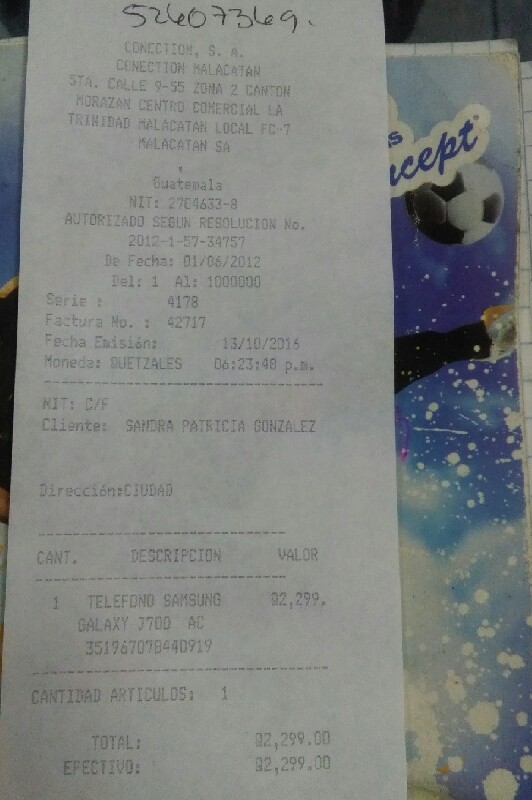 52607369.
CONECTION, S. A.
CONECTION MALACATAN
5TA. CALLE 9-55 ZONA 2 CANTON
MORAZAN CENTRO COMERCIAL LA
TRINIDAD MALACATAN LOCAL FC-7
MALACATAN SA
Guatemala
NIT: 2704633-8
AUTORIZADO SEGUN RESOLUCION No.
2012-1-57-34757
De Fecha: 01/06/2012
Del: 1 Al: 1000000
Serie : 4178
Factura No. : 42717
Fecha Emisión: 13/10/2016
Moneda: QUETZALES 06:23:48 p.m.
NIT: C/F
Cliente: SANDRA PATRICIA GONZALEZ
Dirección:CIUDAD
CANT. DESCRIPCION VALOR
1 TELEFONO SAMSUNG Q2,299.
GALAXY J700 AC
351967078440919
CANTIDAD ARTICULOS: 1
TOTAL: Q2,299.00
EFECTIVO: Q2,299.00
s
ncept